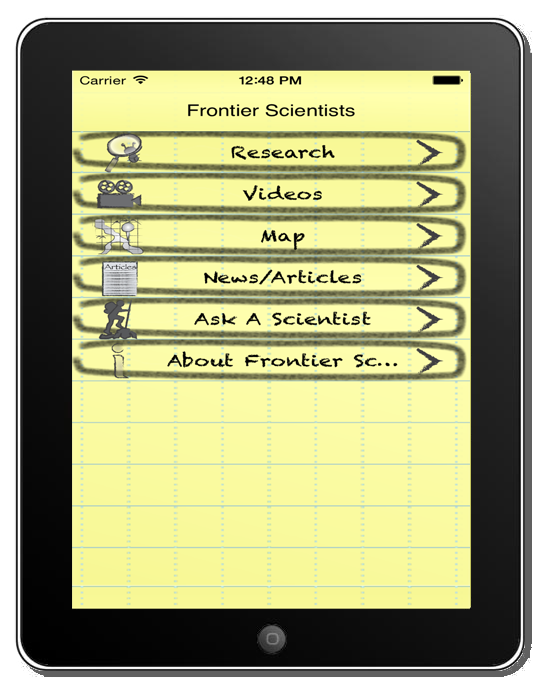 Carrier 12:48 PM
Frontier Scientists
Research
Videos
Map
Articles
News/Articles
Ask A Scientist
About Frontier Sc...